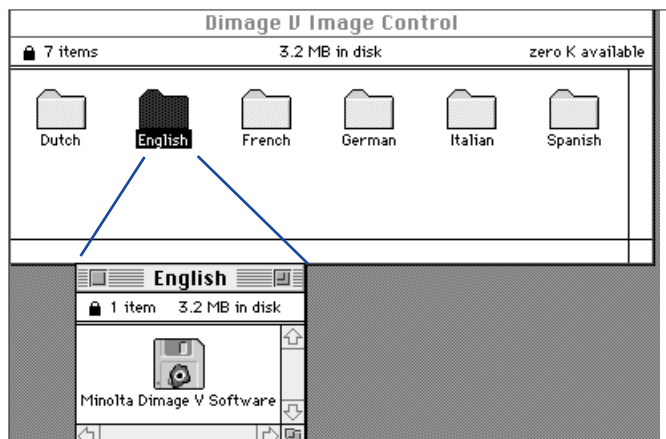 Dimage V Image Control
7 items 3.2 MB in disk zero K available
Dutch English French German Italian Spanish
English
1 item 3.2 MB in disk
Minolta Dimage V Software